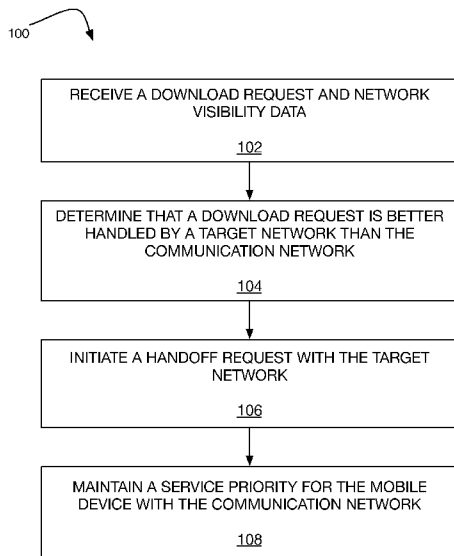 100
RECEIVE A DOWNLOAD REQUEST AND NETWORK
VISIBILITY DATA
102
DETERMINE THAT A DOWNLOAD REQUEST IS BETTER
HANDLED BY A TARGET NETWORK THAN THE
COMMUNICATION NETWORK
104
INITIATE A HANDOFF REQUEST WITH THE TARGET
NETWORK
106
MAINTAIN A SERVICE PRIORITY FOR THE MOBILE
DEVICE WITH THE COMMUNICATION NETWORK
108